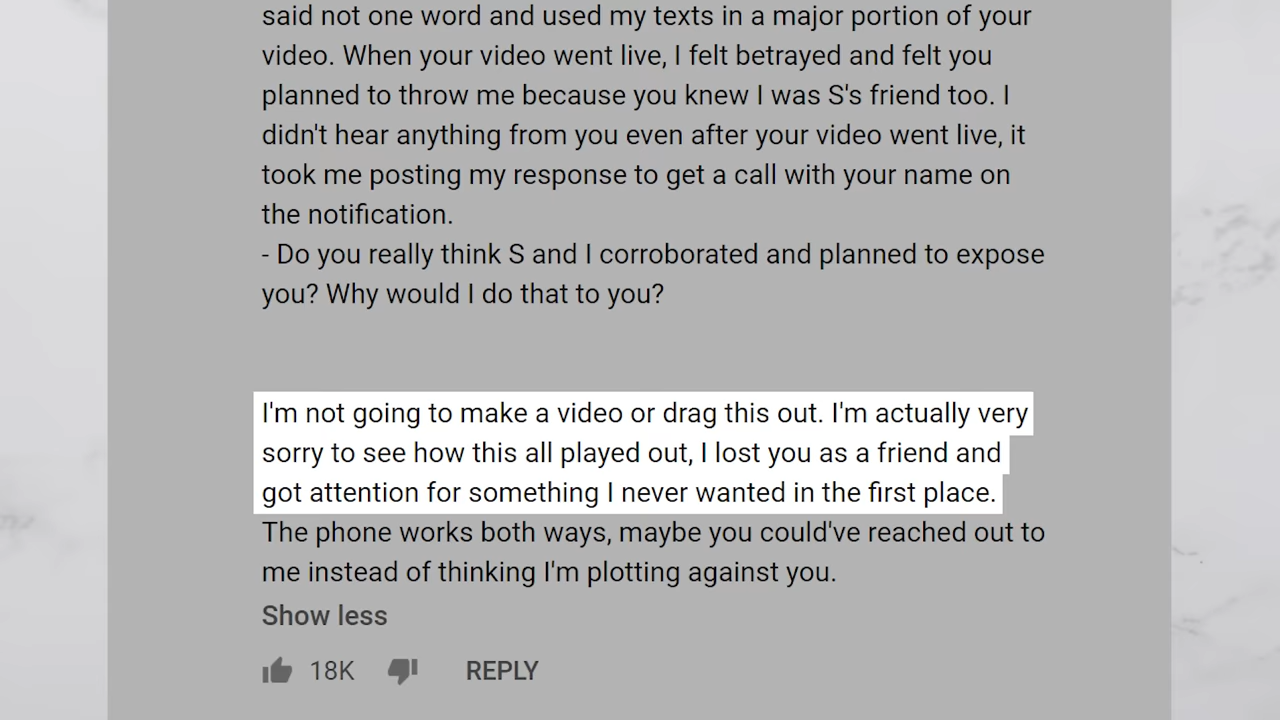 said not one word and used my texts in a major portion of your
video. When your video went live, I felt betrayed and felt you
planned to throw me because you knew I was S's friend too. I
didn't hear anything from you even after your video went live, it
took me posting my response to get a call with your name on
the notification.
- Do you really think S and I corroborated and planned to expose
you? Why would I do that to you?
I'm not going to make a video or drag this out. I'm actually very
sorry to see how this all played out, I lost you as a friend and
got attention for something I never wanted in the first place.
The phone works both ways, maybe you could've reached out to
me instead of thinking I'm plotting against you.
Show less
18K REPLY